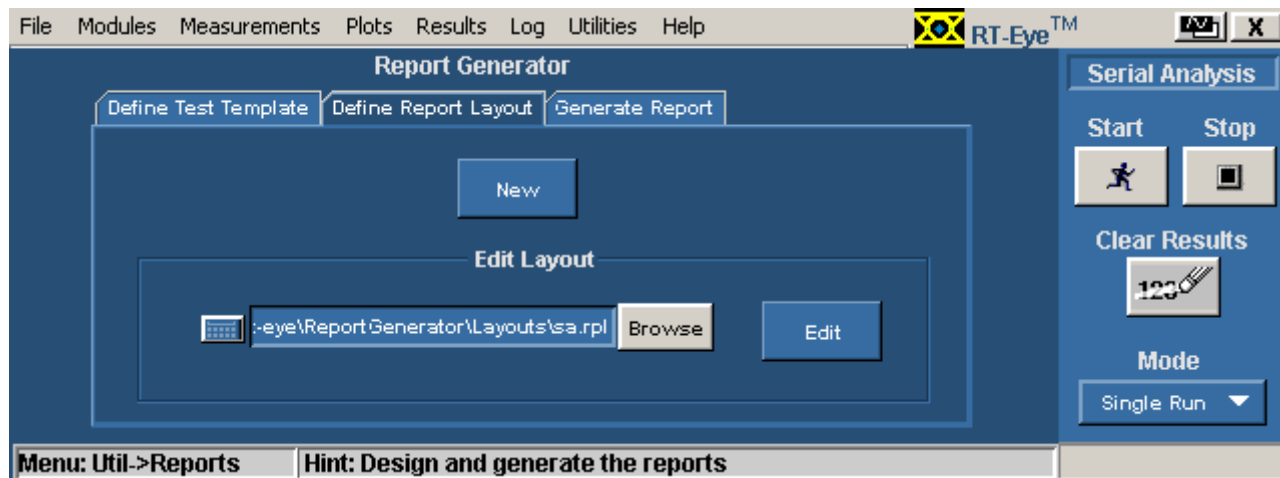 File Modules Measurements Plots Results Log Utilities Help RT-Eye™ X
Report Generator
Define Test Template Define Report Layout Generate Report
New
Edit Layout
:-eye\ReportGenerator\Layouts\sa.rpl Browse Edit
Serial Analysis
Start Stop
Clear Results
123
Mode
Single Run
Menu: Util->Reports Hint: Design and generate the reports